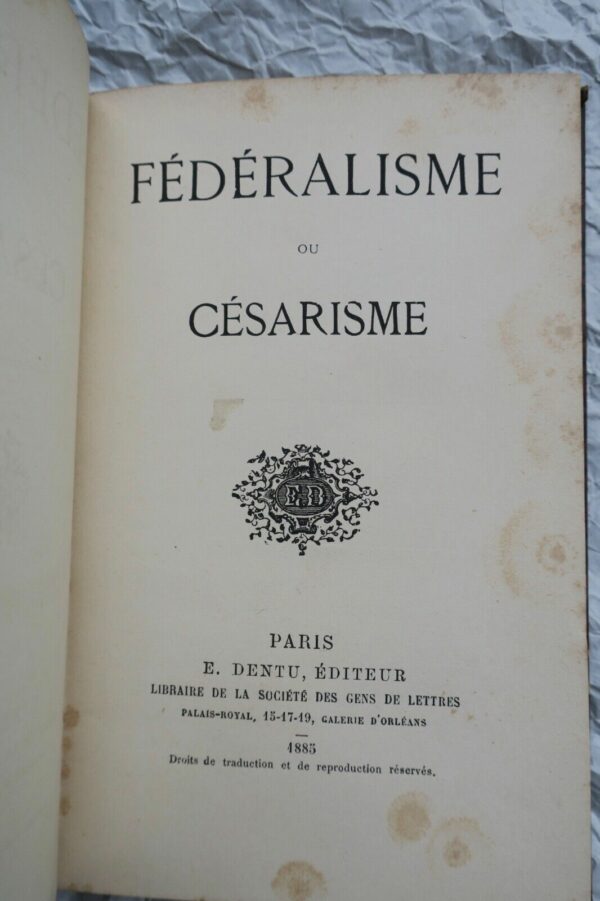 FÉDÉRALISME
OU
CÉSARISME
ED
PARIS
E. DENTU, ÉDITEUR
LIBRAIRE DE LA SOCIÉTÉ DES GENS DE LETTRES
PALAIS-ROYAL, 15-17-19, GALERIE D'ORLÉANS
1885
Droits de traduction et de reproduction réservés.